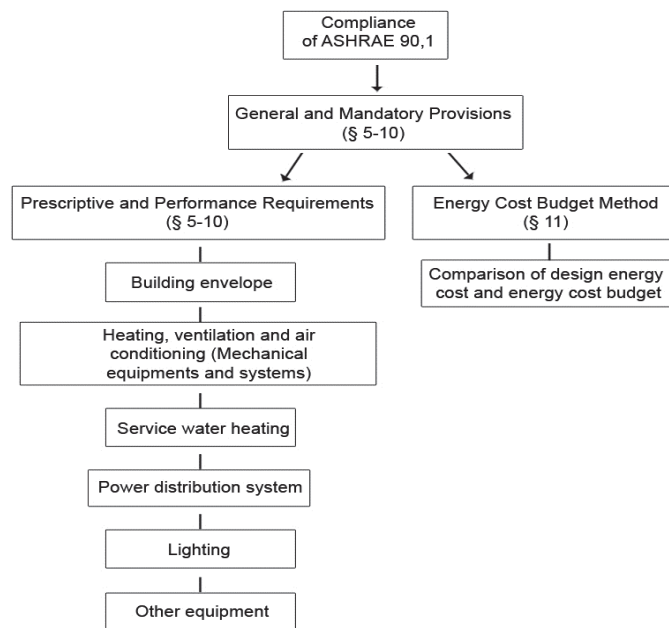 Compliance
of ASHRAE 90,1
General and Mandatory Provisions
(§ 5-10)
Prescriptive and Performance Requirements
(§ 5-10)
Energy Cost Budget Method
(§ 11)
Building envelope
Comparison of design energy
cost and energy cost budget
Heating, ventilation and air
conditioning (Mechanical
equipments and systems)
Service water heating
Power distribution system
Lighting
Other equipment